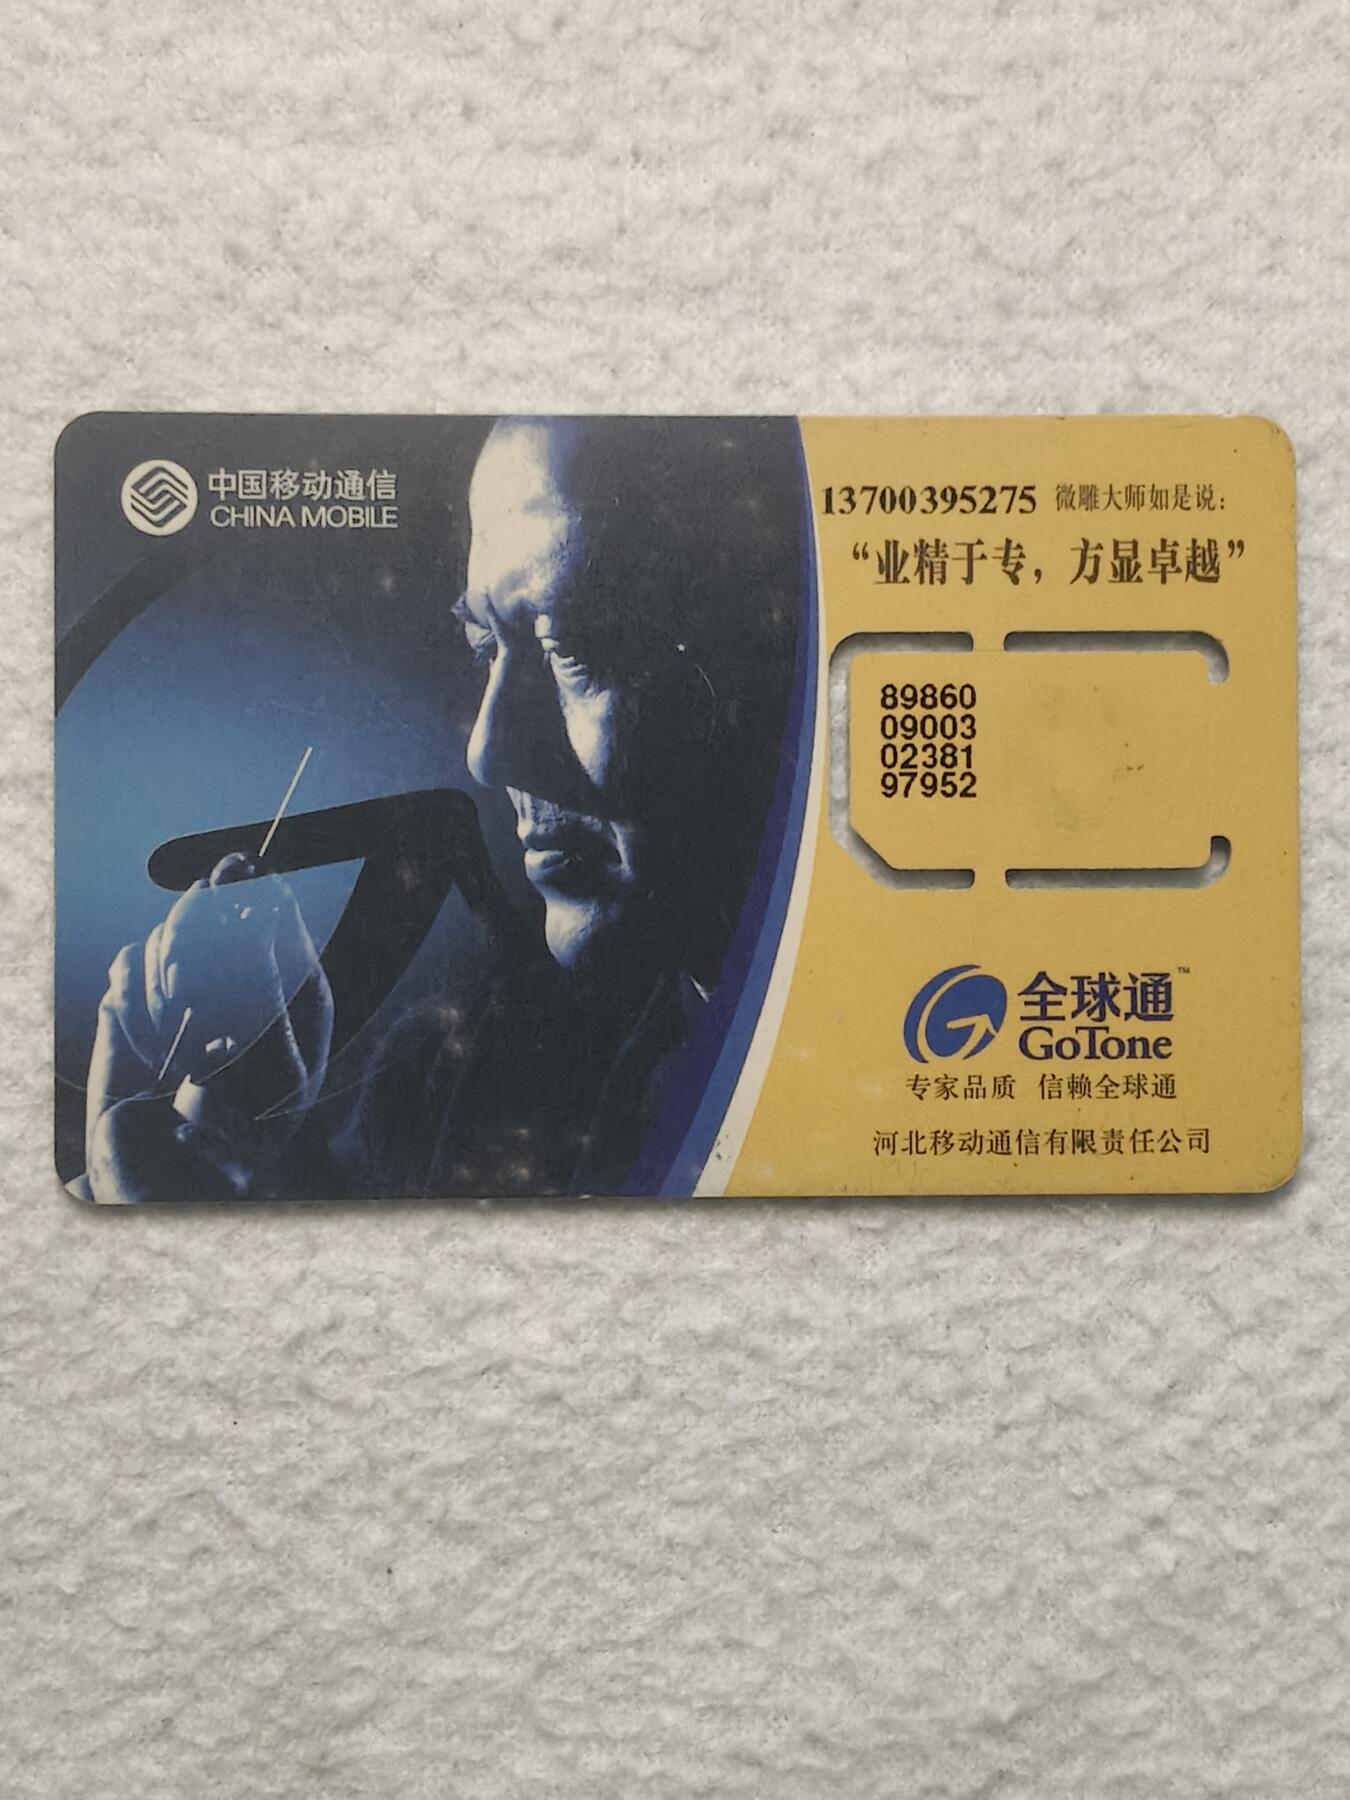 中国移动通信
CHINA MOBILE
13700395275 微雕大师如是说：
“业精于专，方显卓越”
89860
09003
02381
97952
全球通™
GoTone
专家品质 信赖全球通
河北移动通信有限责任公司